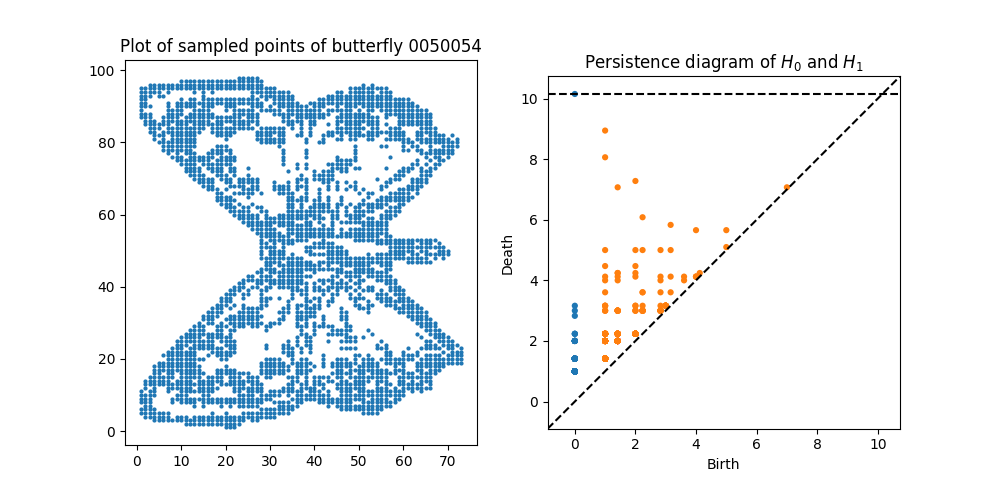 Plot of sampled points of butterfly 0050054
100
80
60
40
20
0
0 10 20 30 40 50 60 70
Persistence diagram of H₀ and H₁
Death
10
8
6
4
2
0
0 2 4 6 8 10
Birth